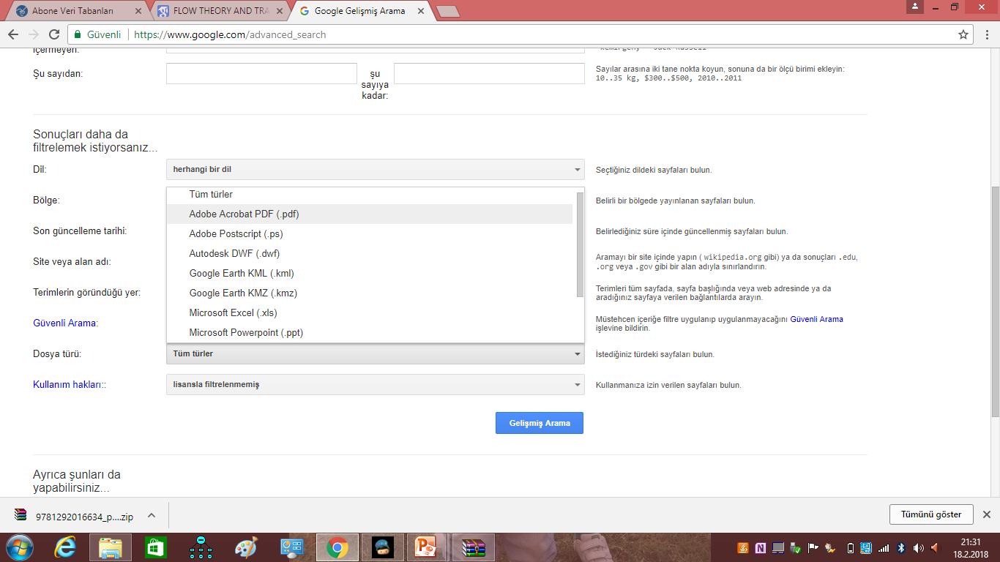 Abone Veri Tabanları
FLOW THEORY AND TRA
Google Gelişmiş Arama
Güvenli
https://www.google.com/advanced_search
içermeyen:
Şu sayıdan:
şu
sayıya
kadar:
Sayılar arasına iki tane nokta koyun, sonuna da bir ölçü birimi ekleyin:
10..35 kg, $300..$500, 2010..2011
Sonuçları daha da
filtrelemek istiyorsanız...
Dil:
herhangi bir dil
Seçtiğiniz dildeki sayfaları bulun.
Bölge:
Belirli bir bölgede yayınlanan sayfaları bulun.
Son güncelleme tarihi:
Belirlediğiniz süre içinde güncellenmiş sayfaları bulun.
Site veya alan adı:
Aramayı bir site içinde yapın ( wikipedia.org gibi) ya da sonuçları .edu,
.org veya .gov gibi bir alan adıyla sınırlandırın.
Terimlerin göründüğü yer:
Terimleri tüm sayfada, sayfa başlığında veya web adresinde ya da
aradığınız sayfaya verilen bağlantılarda arayın.
Güvenli Arama:
Müstehcen içeriğe filtre uygulanıp uygulanmayacağını Güvenli Arama
işlevine bildirin.
Tüm türler
Adobe Acrobat PDF (.pdf)
Adobe Postscript (.ps)
Autodesk DWF (.dwf)
Google Earth KML (.kml)
Google Earth KMZ (.kmz)
Microsoft Excel (.xls)
Microsoft Powerpoint (.ppt)
Dosya türü:
Tüm türler
İstediğiniz türdeki sayfaları bulun.
Kullanım hakları::
lisansla filtrelenmemiş
Kullanmanıza izin verilen sayfaları bulun.
Gelişmiş Arama
Ayrıca şunları da
yapabilirsiniz...
9781292016634_p....zip
Tümünü göster
21:31
18.2.2018